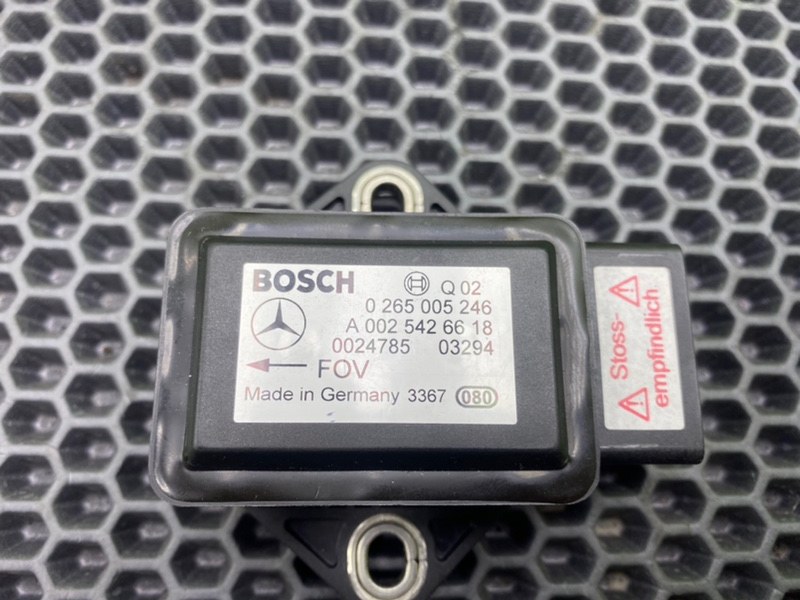 BOSCH Q 02
0 265 005 246
A 002 542 66 18
0024785 03294
FOV
Made in Germany 3367 080
Stoss-
empfindlich